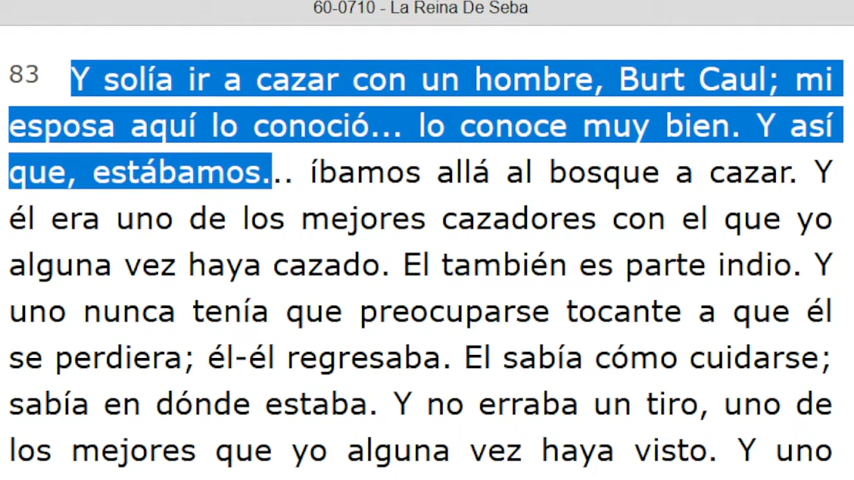 60-0710 - La Reina De Seba
83 Y solía ir a cazar con un hombre, Burt Caul; mi
esposa aquí lo conoció... lo conoce muy bien. Y así
que, estábamos... íbamos allá al bosque a cazar. Y
él era uno de los mejores cazadores con el que yo
alguna vez haya cazado. El también es parte indio. Y
uno nunca tenía que preocuparse tocante a que él
se perdiera; él-él regresaba. El sabía cómo cuidarse;
sabía en dónde estaba. Y no erraba un tiro, uno de
los mejores que yo alguna vez haya visto. Y uno